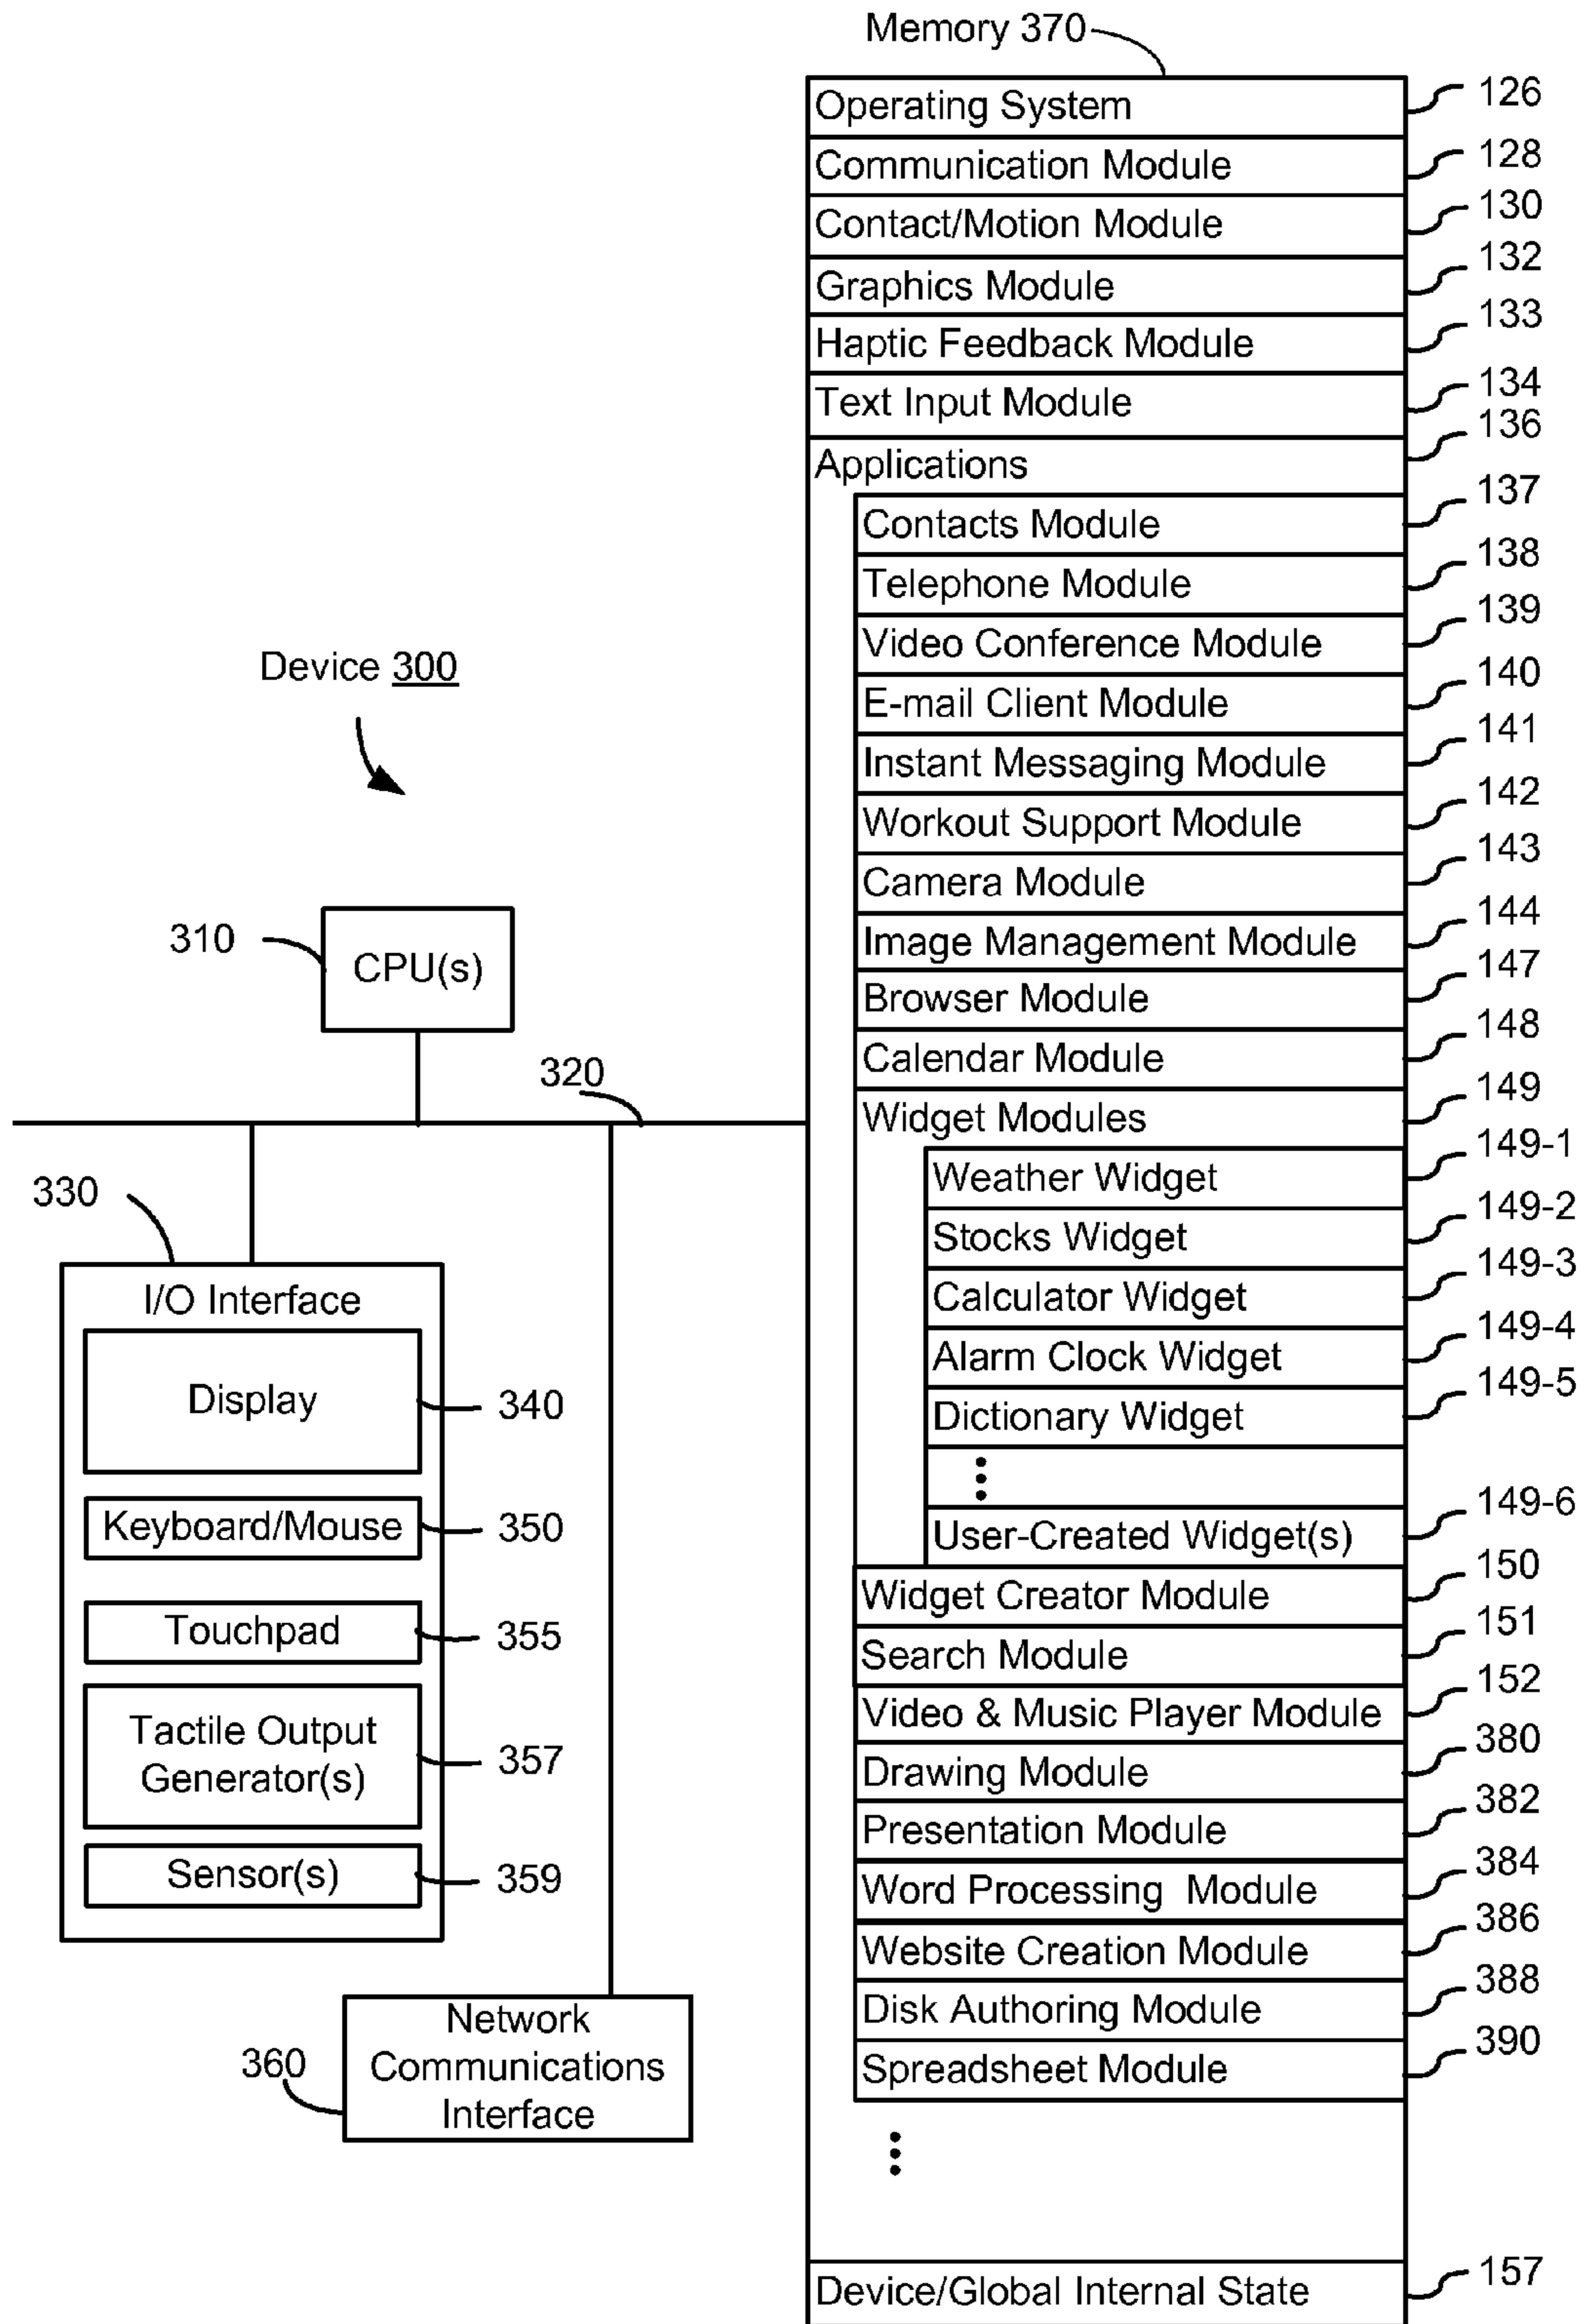 Memory 370
Operating System 126
Communication Module 128
Contact/Motion Module 130
Graphics Module 132
Haptic Feedback Module 133
Text Input Module 134
Applications 136
Contacts Module 137
Telephone Module 138
Video Conference Module 139
E-mail Client Module 140
Instant Messaging Module 141
Workout Support Module 142
Camera Module 143
Image Management Module 144
Browser Module 147
Calendar Module 148
Widget Modules 149
Weather Widget 149-1
Stocks Widget 149-2
Calculator Widget 149-3
Alarm Clock Widget 149-4
Dictionary Widget 149-5
User-Created Widget(s) 149-6
Widget Creator Module 150
Search Module 151
Video & Music Player Module 152
Drawing Module 380
Presentation Module 382
Word Processing Module 384
Website Creation Module 386
Disk Authoring Module 388
Spreadsheet Module 390
Device/Global Internal State 157
Device 300
310
CPU(s)
320
330
I/O Interface
Display 340
Keyboard/Mouse 350
Touchpad 355
Tactile Output
Generator(s) 357
Sensor(s) 359
360
Network
Communications
Interface